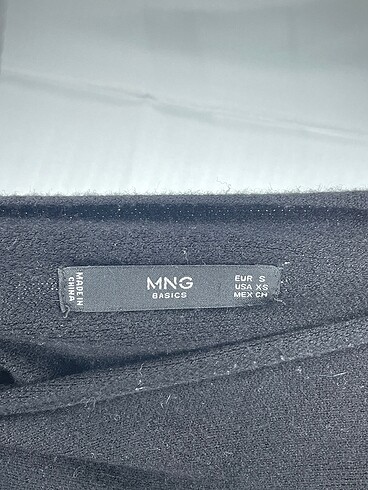 MADE IN
CHINA
MNG
BASICS
EUR S
USA XS
MEX CH